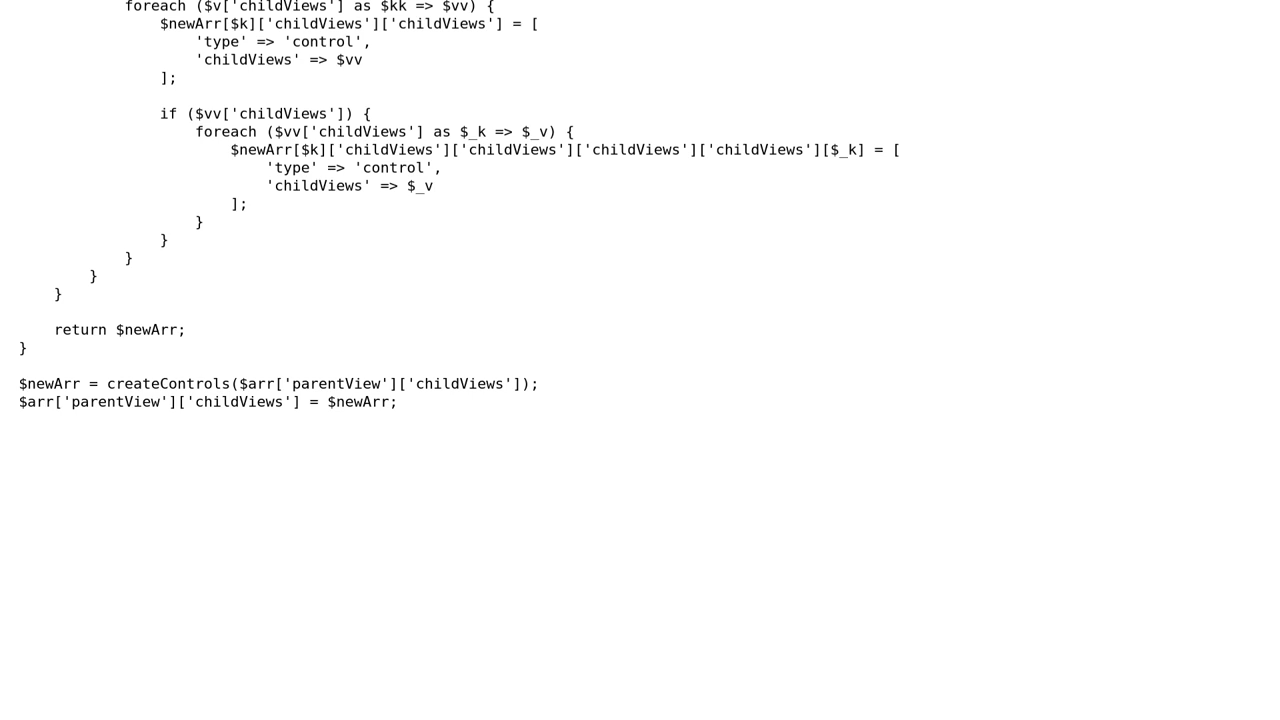 foreach ($v['childViews'] as $kk => $vv) {
$newArr[$k]['childViews']['childViews'] = [
'type' => 'control',
'childViews' => $vv
];
if ($vv['childViews']) {
foreach ($vv['childViews'] as $_k => $_v) {
$newArr[$k]['childViews']['childViews']['childViews']['childViews'][$_k] = [
'type' => 'control',
'childViews' => $_v
];
}
}
}
}
}
return $newArr;
}
$newArr = createControls($arr['parentView']['childViews']);
$arr['parentView']['childViews'] = $newArr;